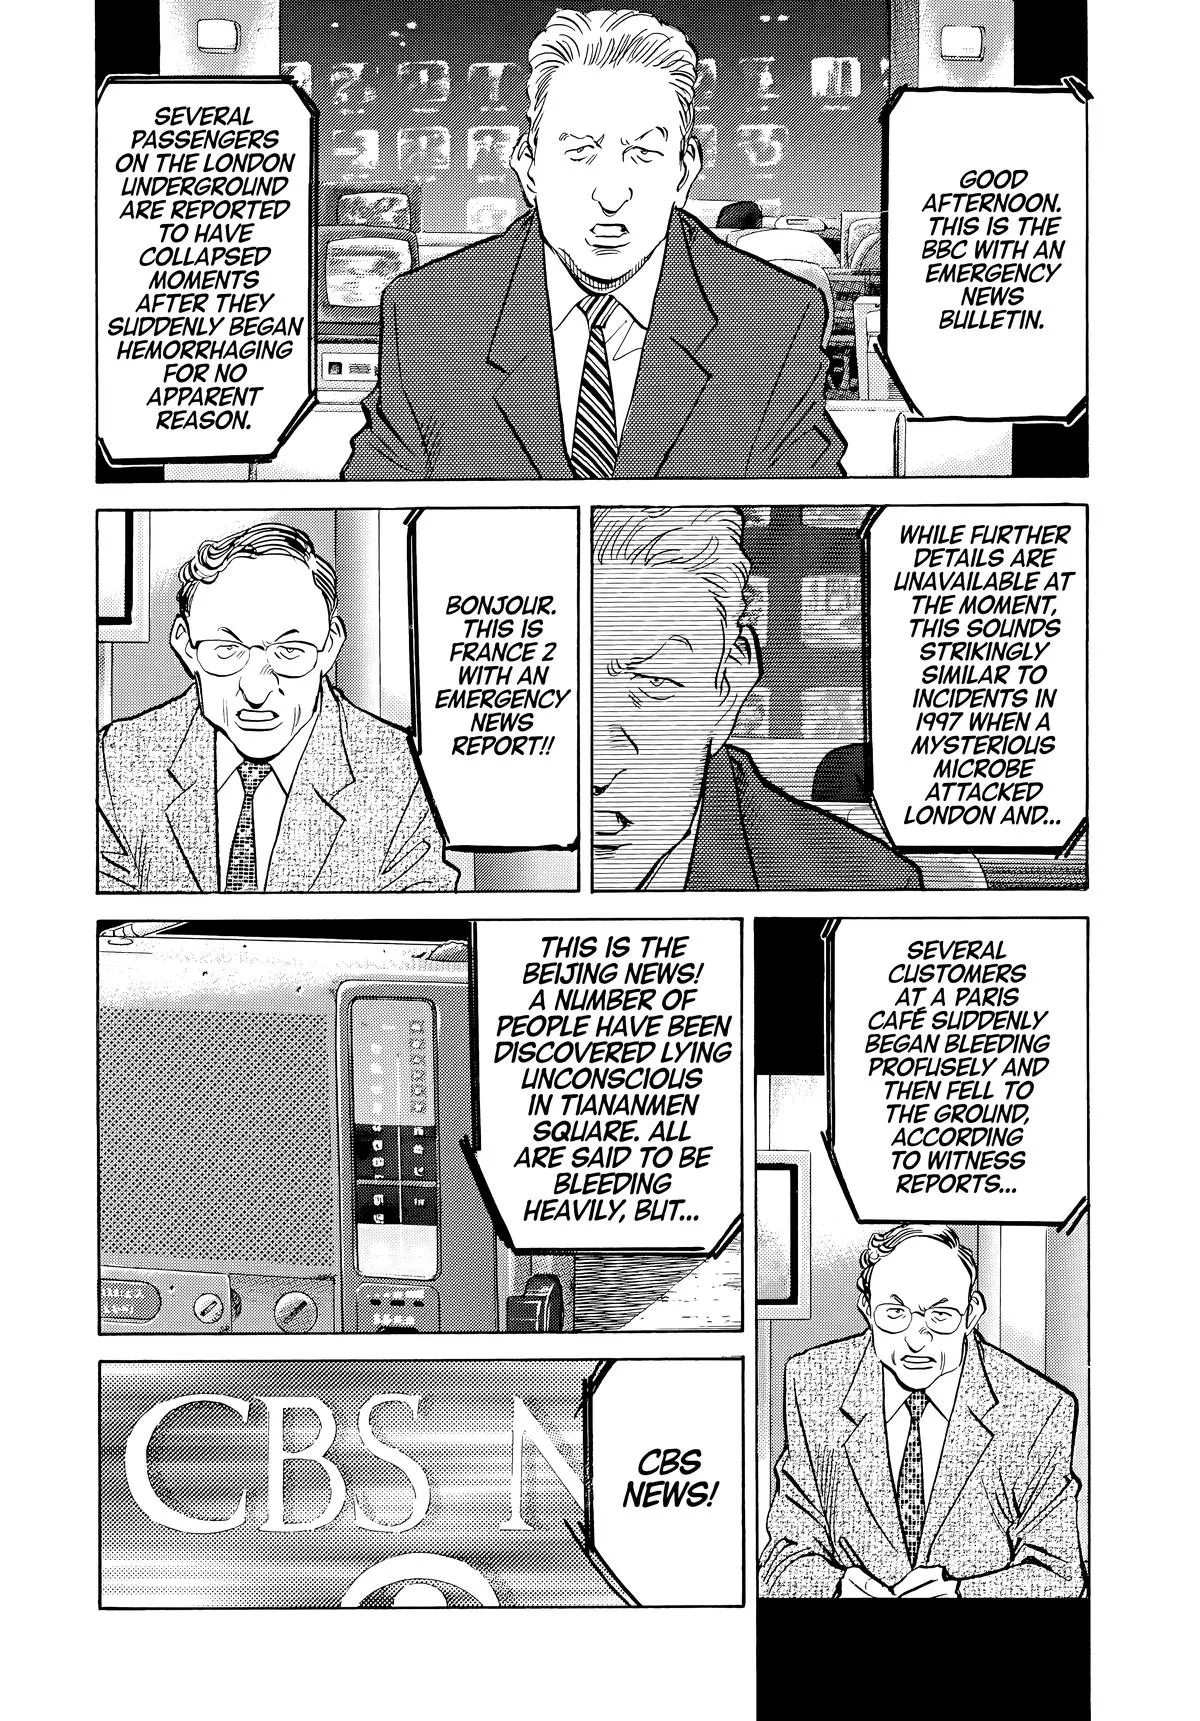 GOOD
AFTERNOON.
THIS IS THE
BBC WITH AN
EMERGENCY
NEWS
BULLETIN.
SEVERAL
PASSENGERS
ON THE LONDON
UNDERGROUND
ARE REPORTED
TO HAVE
COLLAPSED
MOMENTS
AFTER THEY
SUDDENLY BEGAN
HEMORRHAGING
FOR NO
APPARENT
REASON.
WHILE FURTHER
DETAILS ARE
UNAVAILABLE AT
THE MOMENT,
THIS SOUNDS
STRIKINGLY
SIMILAR TO
INCIDENTS IN
1997 WHEN A
MYSTERIOUS
MICROBE
ATTACKED
LONDON AND...
BONJOUR.
THIS IS
FRANCE 2
WITH AN
EMERGENCY
NEWS
REPORT!!
SEVERAL
CUSTOMERS
AT A PARIS
CAFÉ SUDDENLY
BEGAN BLEEDING
PROFUSELY AND
THEN FELL TO
THE GROUND,
ACCORDING
TO WITNESS
REPORTS...
THIS IS THE
BEIJING NEWS!
A NUMBER OF
PEOPLE HAVE BEEN
DISCOVERED LYING
UNCONSCIOUS
IN TIANANMEN
SQUARE. ALL
ARE SAID TO BE
BLEEDING
HEAVILY, BUT...
CBS
NEWS!
CBS N